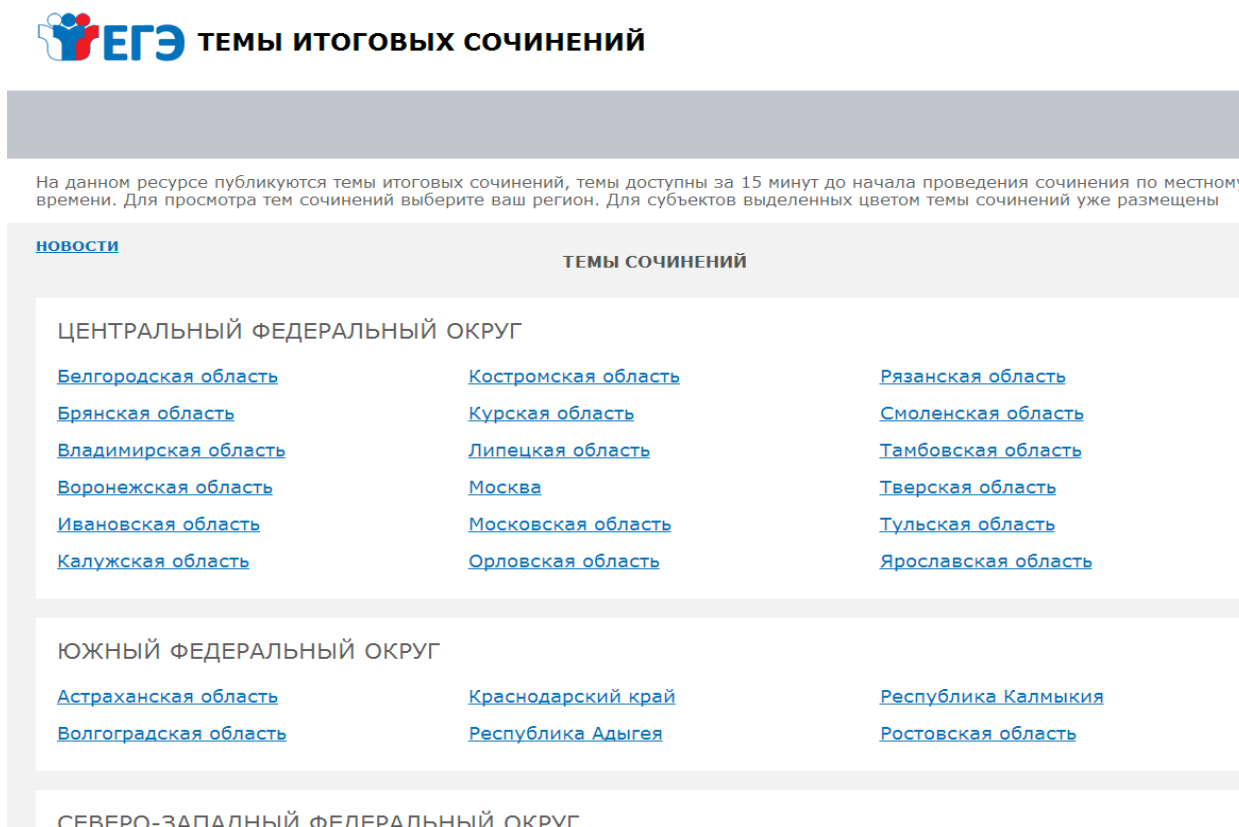 ЕГЭ ТЕМЫ ИТОГОВЫХ СОЧИНЕНИЙ
На данном ресурсе публикуются темы итоговых сочинений, темы доступны за 15 минут до начала проведения сочинения по местному
времени. Для просмотра тем сочинений выберите ваш регион. Для субъектов выделенных цветом темы сочинений уже размещены
НОВОСТИ
ТЕМЫ СОЧИНЕНИЙ
ЦЕНТРАЛЬНЫЙ ФЕДЕРАЛЬНЫЙ ОКРУГ
Белгородская область Костромская область Рязанская область
Брянская область Курская область Смоленская область
Владимирская область Липецкая область Тамбовская область
Воронежская область Москва Тверская область
Ивановская область Московская область Тульская область
Калужская область Орловская область Ярославская область
ЮЖНЫЙ ФЕДЕРАЛЬНЫЙ ОКРУГ
Астраханская область Краснодарский край Республика Калмыкия
Волгоградская область Республика Адыгея Ростовская область
СЕВЕРО-ЗАПАДНЫЙ ФЕДЕРАЛЬНЫЙ ОКРУГ